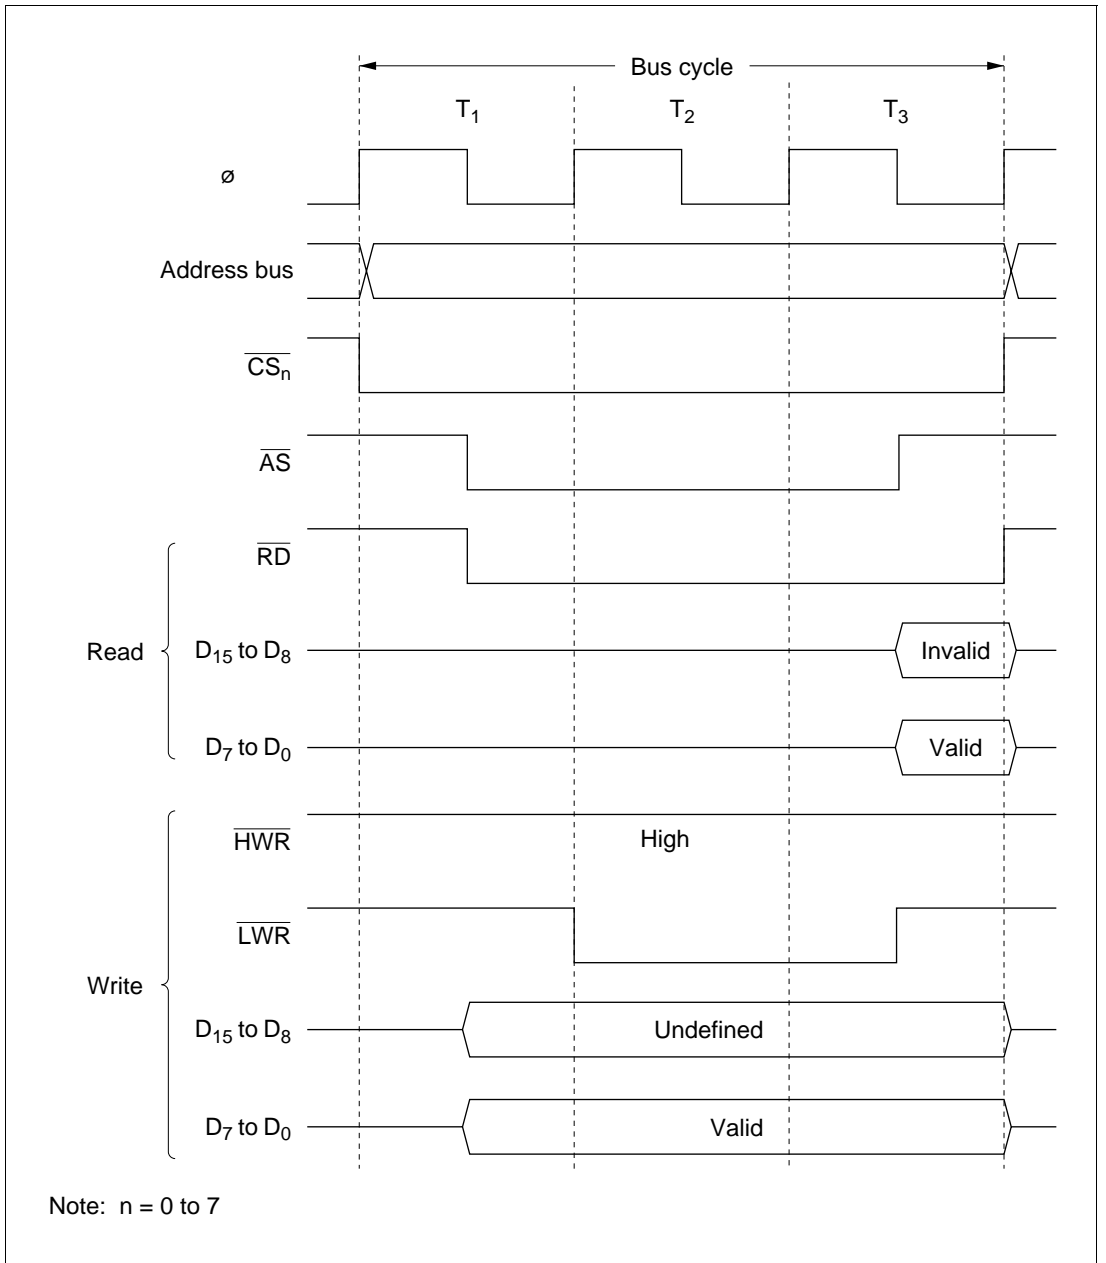 Bus cycle
T1 T2 T3
ø
Address bus
CSn
AS
RD
Read
D15 to D8 Invalid
D7 to D0 Valid
HWR High
LWR
Write
D15 to D8 Undefined
D7 to D0 Valid
Note: n = 0 to 7